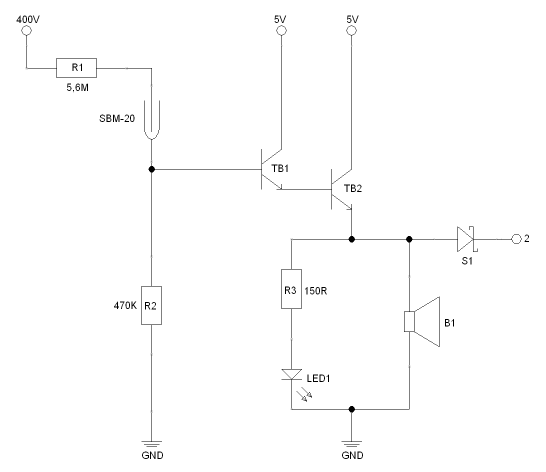 400V
5V
5V
R1
5,6M
SBM-20
TB1
TB2
2
S1
R3
150R
470K
R2
B1
LED1
GND
GND